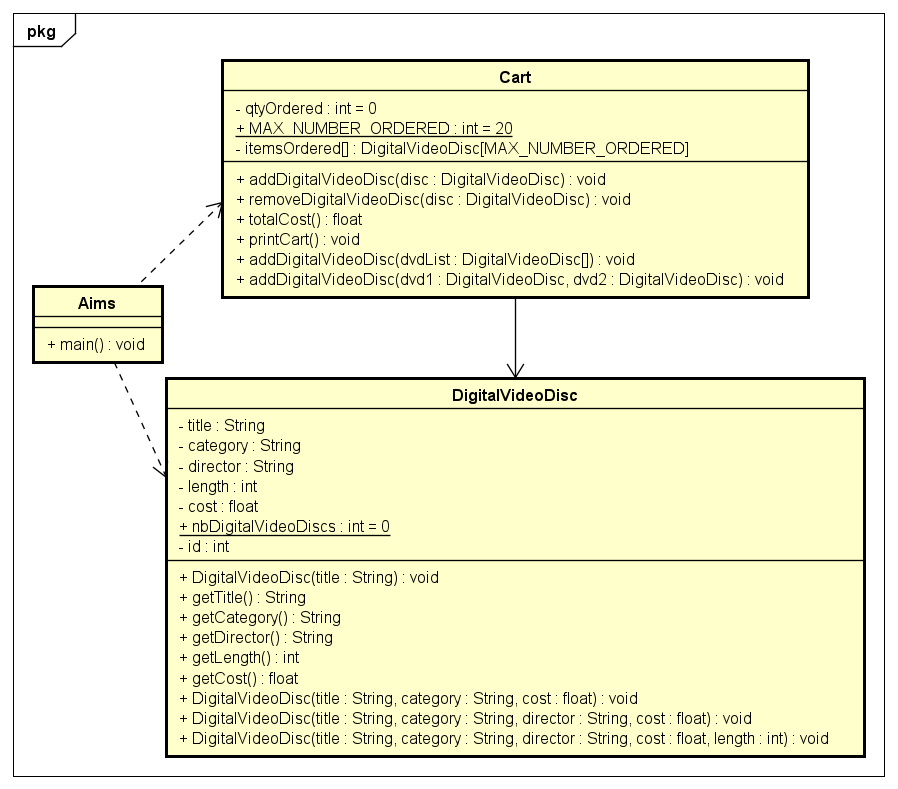 pkg
Cart
- qtyOrdered : int = 0
+ MAX_NUMBER_ORDERED : int = 20
- itemsOrdered[] : DigitalVideoDisc[MAX_NUMBER_ORDERED]
+ addDigitalVideoDisc(disc : DigitalVideoDisc) : void
+ removeDigitalVideoDisc(disc : DigitalVideoDisc) : void
+ totalCost() : float
+ printCart() : void
+ addDigitalVideoDisc(dvdList : DigitalVideoDisc[]) : void
+ addDigitalVideoDisc(dvd1 : DigitalVideoDisc, dvd2 : DigitalVideoDisc) : void
Aims
+ main() : void
DigitalVideoDisc
- title : String
- category : String
- director : String
- length : int
- cost : float
+ nbDigitalVideoDiscs : int = 0
- id : int
+ DigitalVideoDisc(title : String) : void
+ getTitle() : String
+ getCategory() : String
+ getDirector() : String
+ getLength() : int
+ getCost() : float
+ DigitalVideoDisc(title : String, category : String, cost : float) : void
+ DigitalVideoDisc(title : String, category : String, director : String, cost : float) : void
+ DigitalVideoDisc(title : String, category : String, director : String, cost : float, length : int) : void